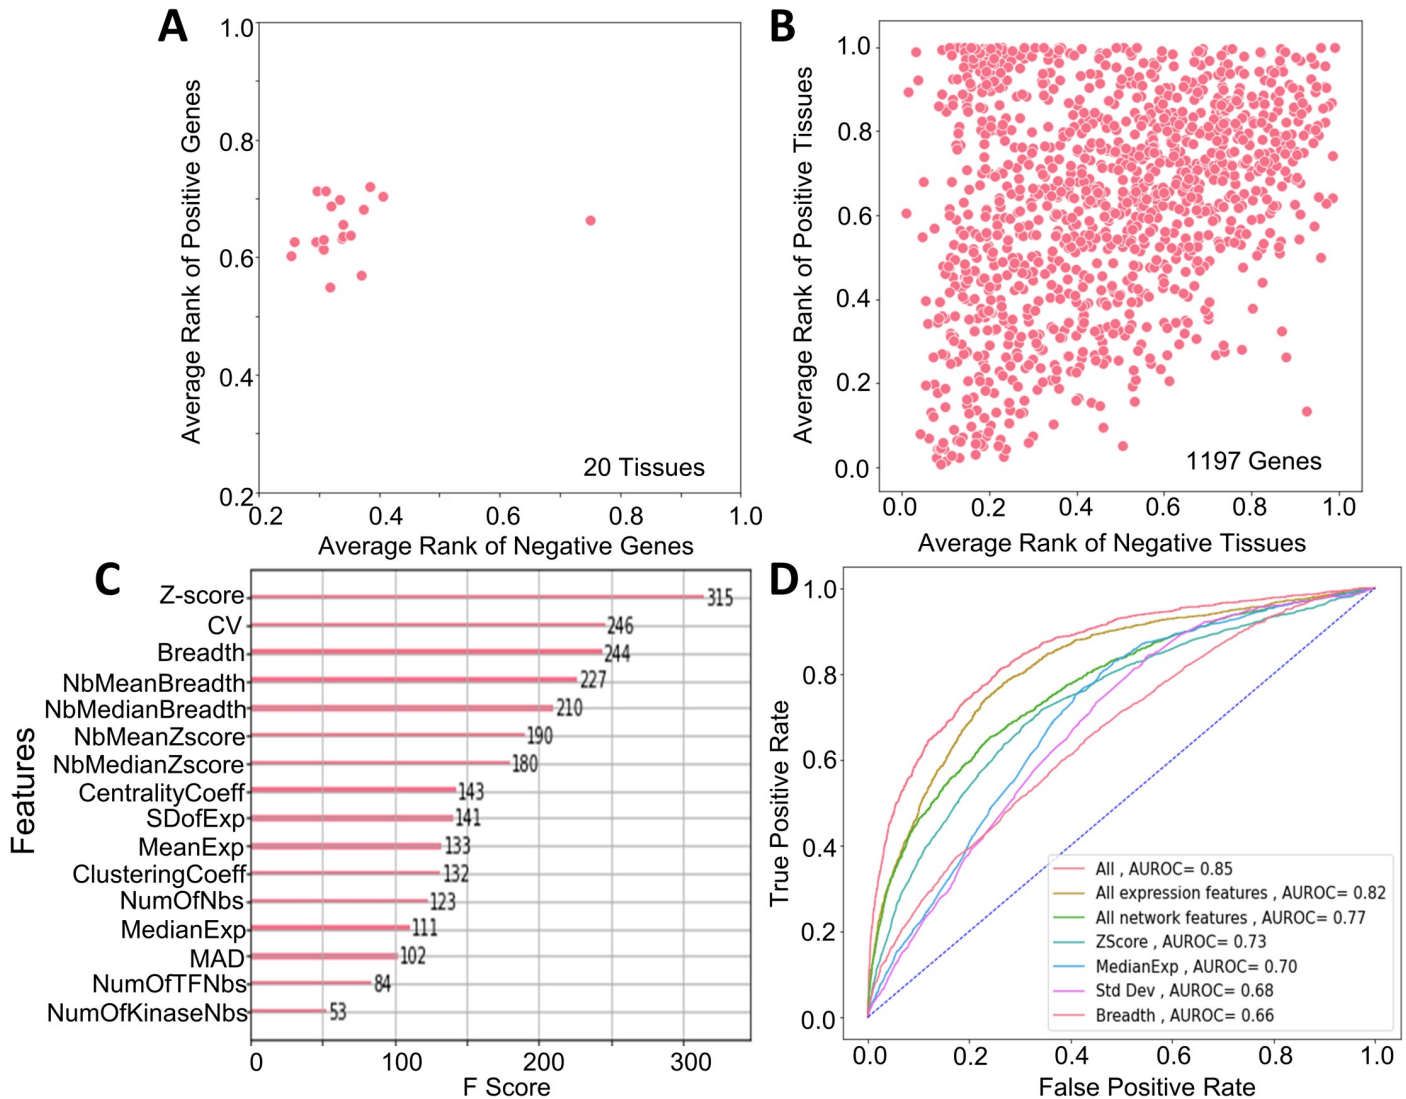 A
1.0
0.8
0.6
0.4
0.2
Average Rank of Positive Genes
20 Tissues
0.2 0.4 0.6 0.8 1.0
Average Rank of Negative Genes
B
1.0
0.8
0.6
0.4
0.2
0.0
Average Rank of Positive Tissues
1197 Genes
0.0 0.2 0.4 0.6 0.8 1.0
Average Rank of Negative Tissues
C
Features
Z-score 315
CV 246
Breadth 244
NbMeanBreadth 227
NbMedianBreadth 210
NbMeanZscore 190
NbMedianZscore 180
CentralityCoeff 143
SDofExp 141
MeanExp 133
ClusteringCoeff 132
NumOfNbs 123
MedianExp 111
MAD 102
NumOfTFNbs 84
NumOfKinaseNbs 53
0 100 200 300
F Score
D
1.0
0.8
0.6
0.4
0.2
0.0
True Positive Rate
All , AUROC= 0.85
All expression features , AUROC= 0.82
All network features , AUROC= 0.77
ZScore , AUROC= 0.73
MedianExp , AUROC= 0.70
Std Dev , AUROC= 0.68
Breadth , AUROC= 0.66
0.0 0.2 0.4 0.6 0.8 1.0
False Positive Rate